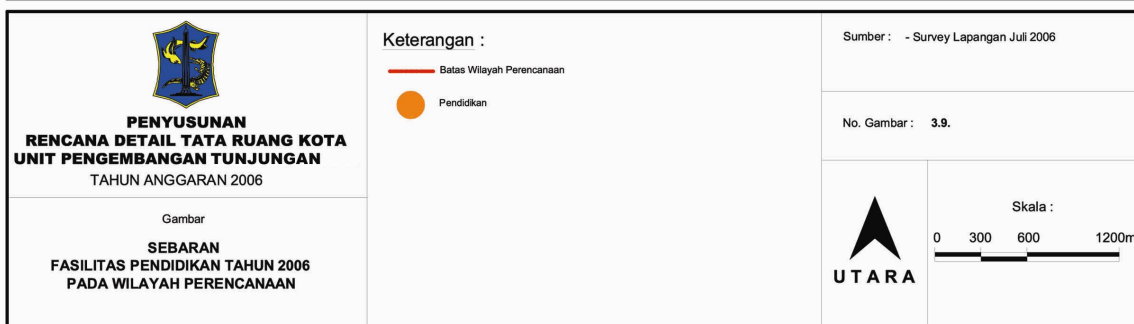 PENYUSUNAN
RENCANA DETAIL TATA RUANG KOTA
UNIT PENGEMBANGAN TUNJUNGAN
TAHUN ANGGARAN 2006
Gambar
SEBARAN
FASILITAS PENDIDIKAN TAHUN 2006
PADA WILAYAH PERENCANAAN
Keterangan :
Batas Wilayah Perencanaan
Pendidikan
Sumber : - Survey Lapangan Juli 2006
No. Gambar : 3.9.
UTARA
Skala :
0 300 600 1200m